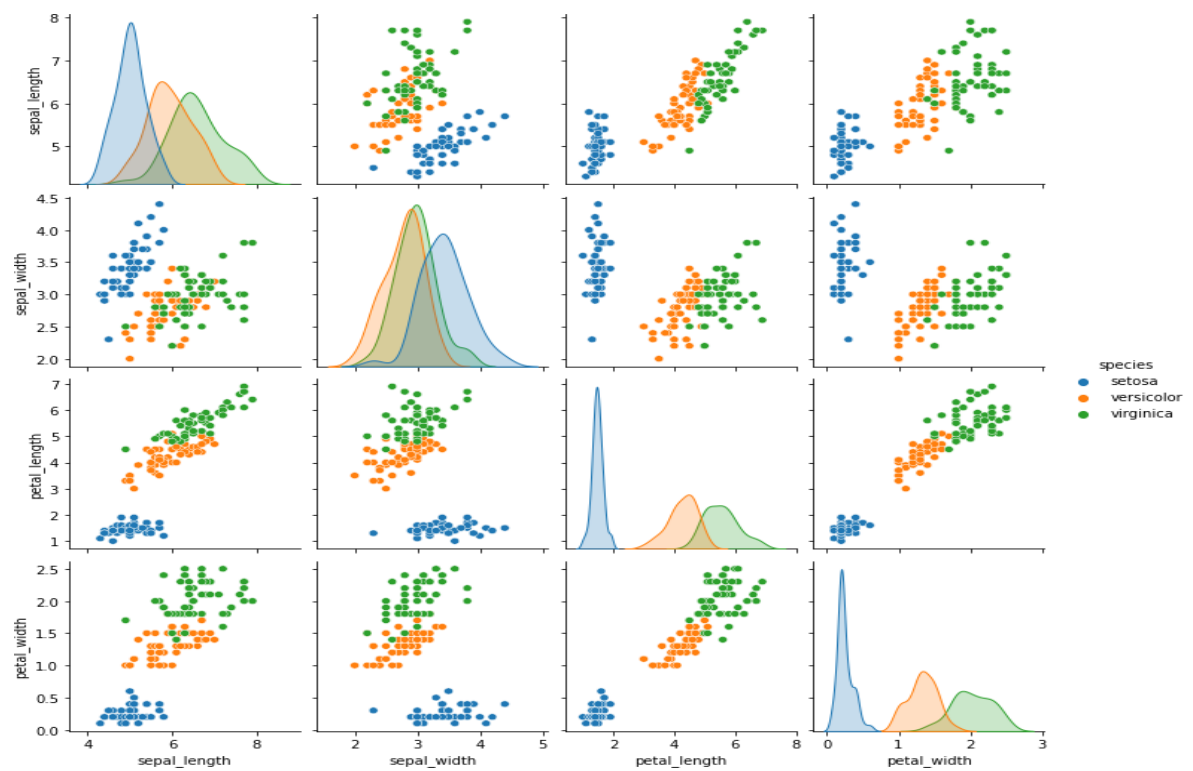 8
7
6
5
sepal_length
4.5
4.0
3.5
3.0
2.5
2.0
sepal_width
7
6
5
4
3
2
1
petal_length
species
setosa
versicolor
virginica
2.5
2.0
1.5
1.0
0.5
0.0
petal_width
4 6 8
sepal_length
2 3 4 5
sepal_width
2 4 6 8
petal_length
0 1 2 3
petal_width